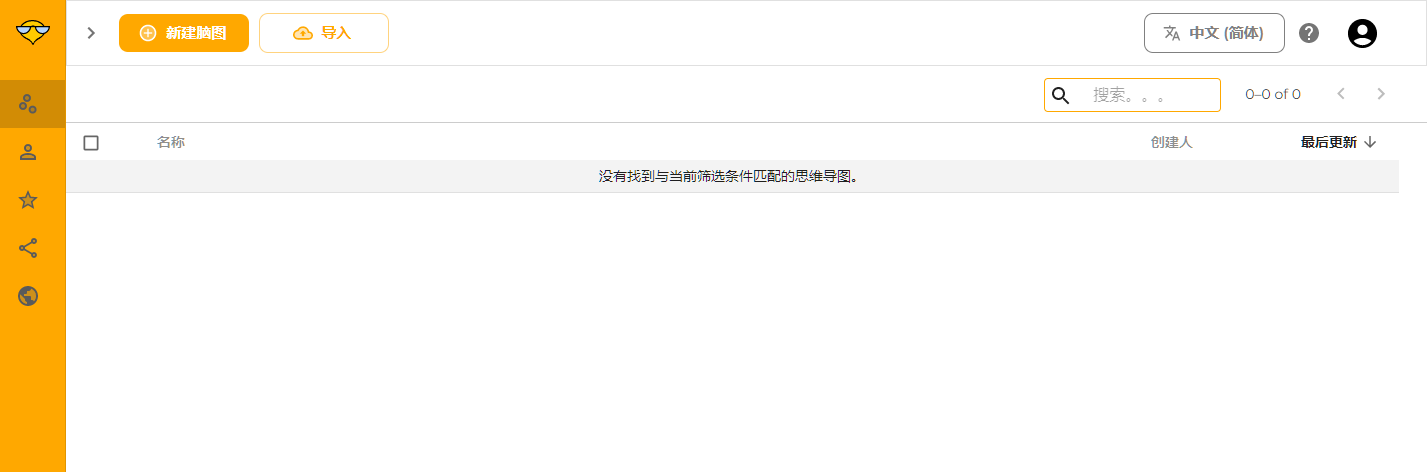 新建脑图 导入 中文 (简体)
搜索。。。 0–0 of 0
名称 创建人 最后更新
没有找到与当前筛选条件匹配的思维导图。